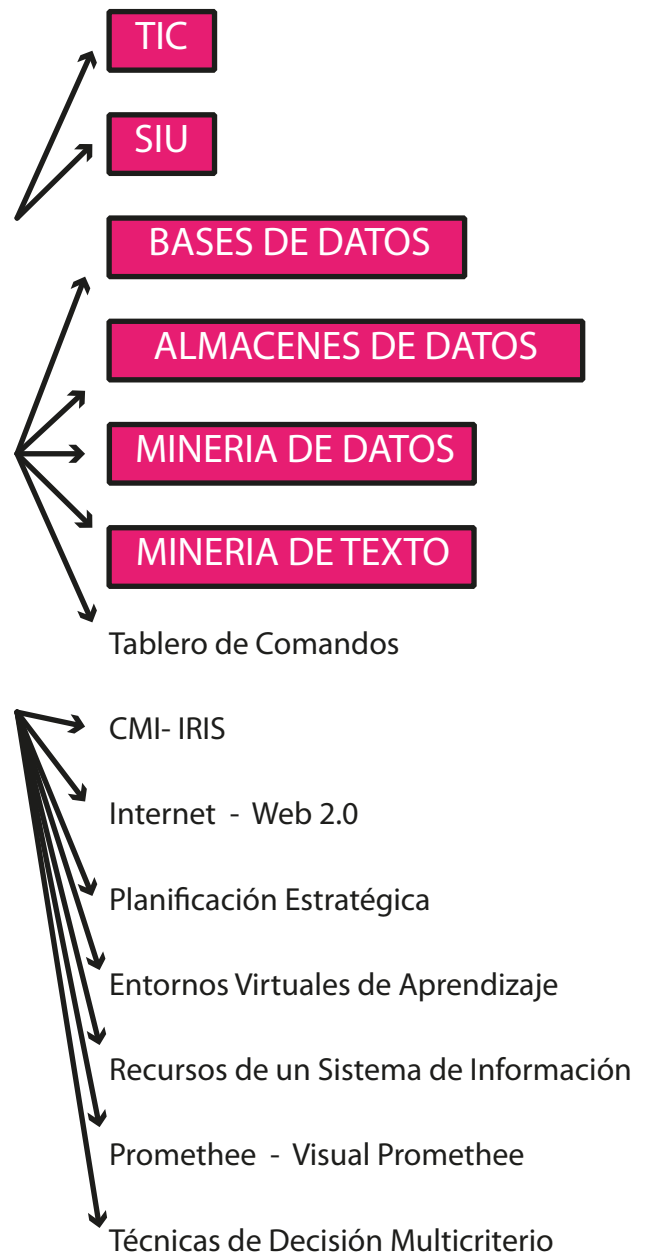 TIC
SIU
BASES DE DATOS
ALMACENES DE DATOS
MINERIA DE DATOS
MINERIA DE TEXTO
Tablero de Comandos
CMI- IRIS
Internet - Web 2.0
Planificación Estratégica
Entornos Virtuales de Aprendizaje
Recursos de un Sistema de Información
Promethee - Visual Promethee
Técnicas de Decisión Multicriterio